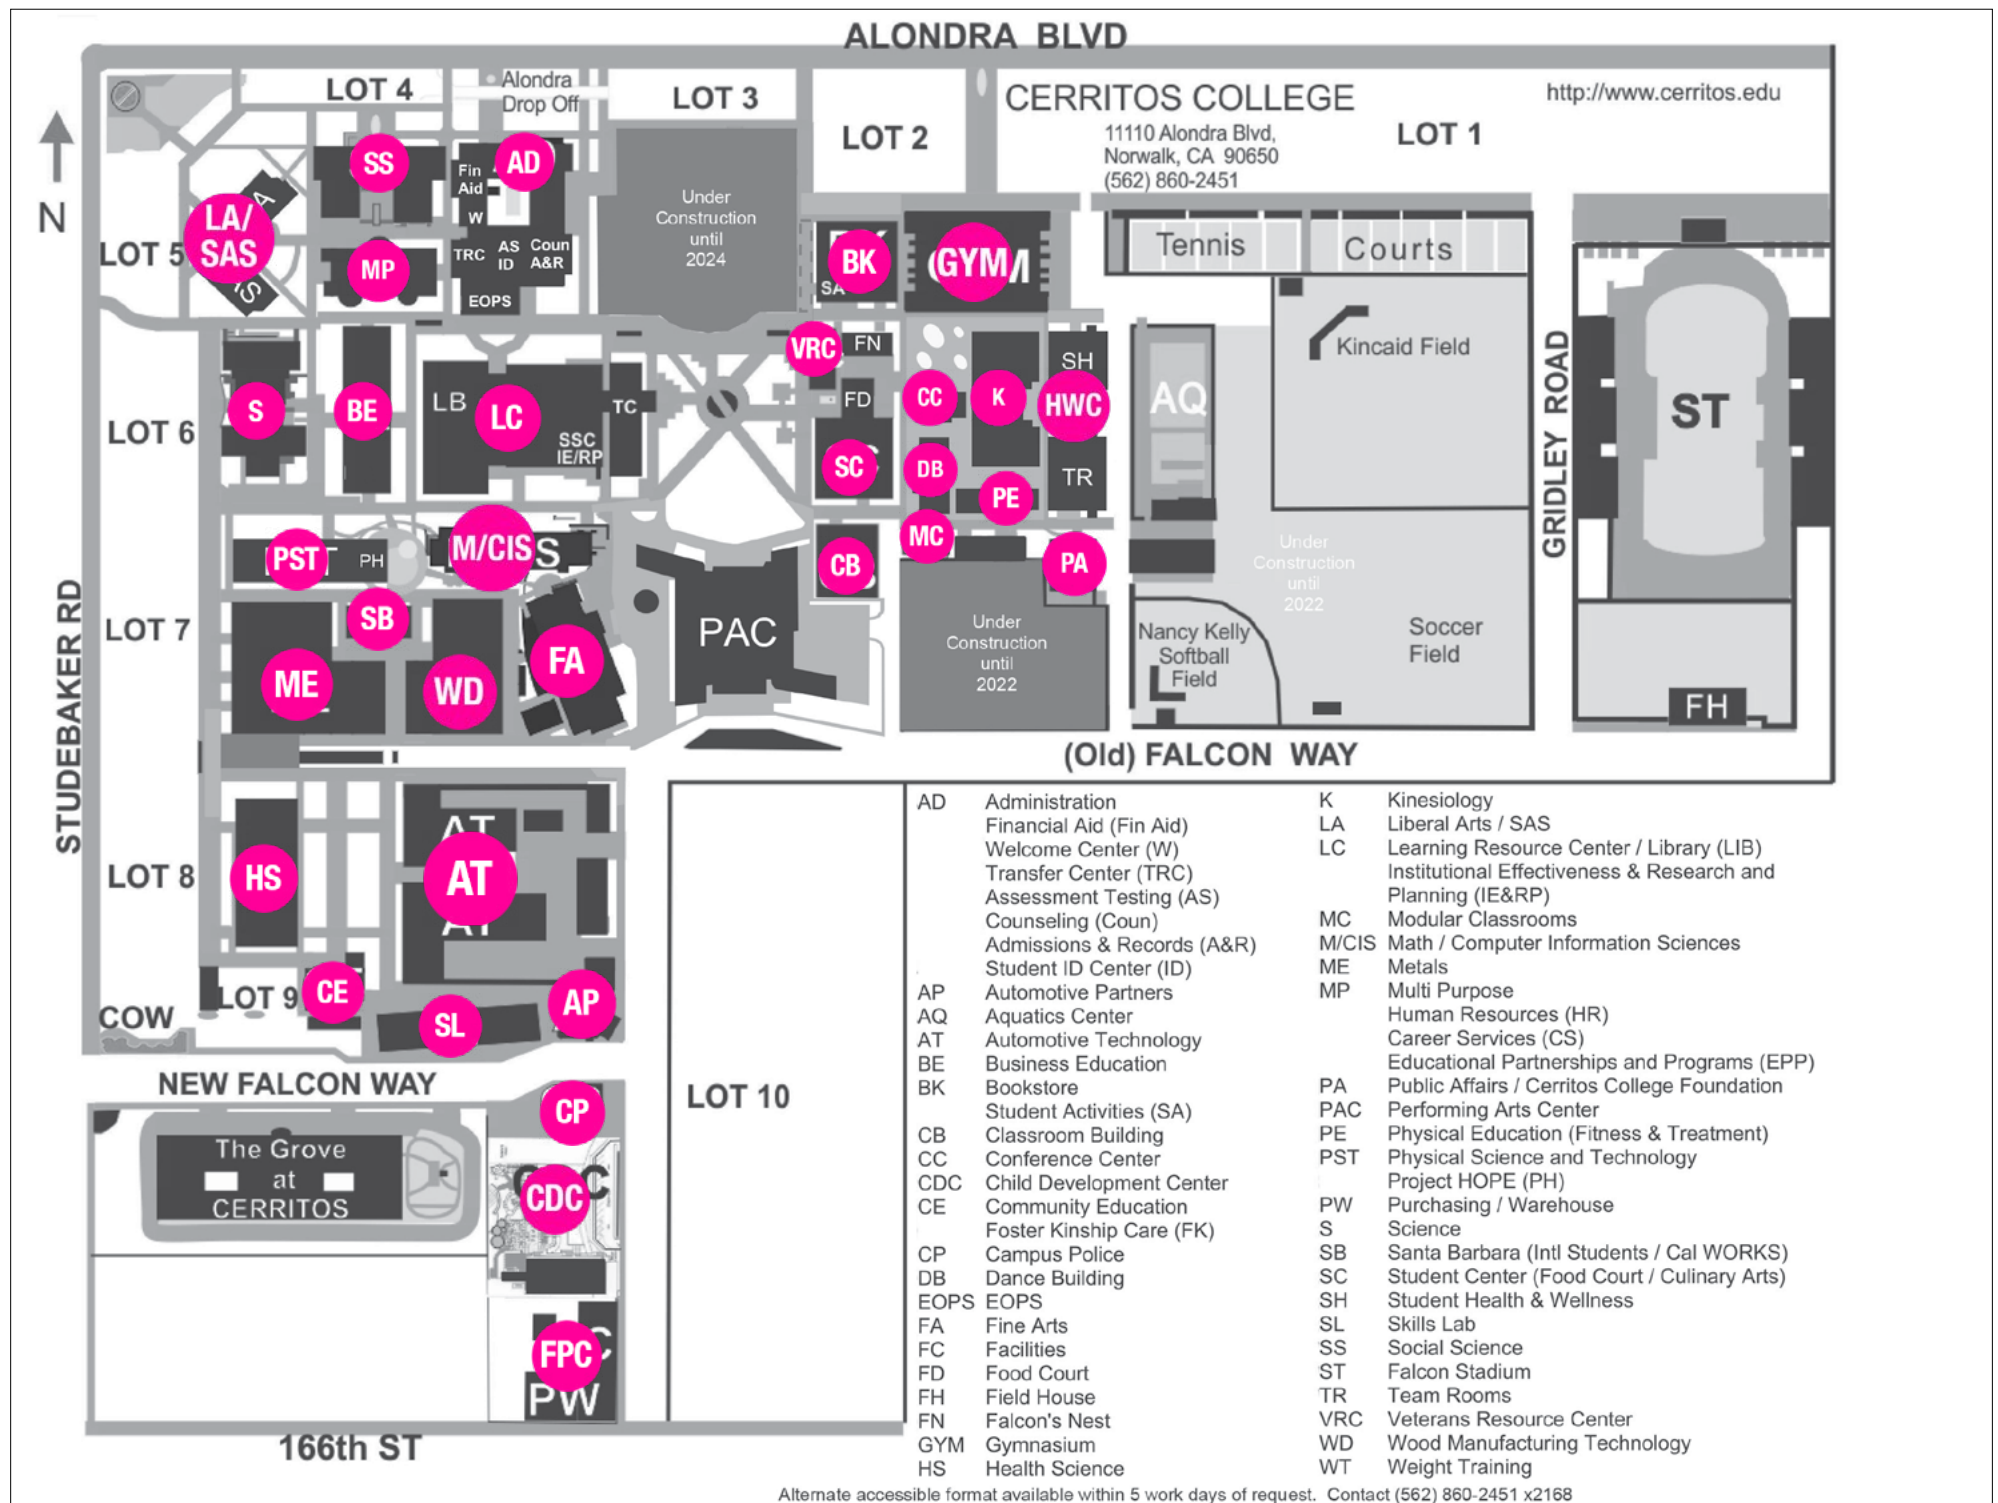 ALONDRA BLVD
LOT 4
Alondra
Drop Off
LOT 3
LOT 2
CERRITOS COLLEGE
11110 Alondra Blvd,
Norwalk, CA 90650
(562) 860-2451
http://www.cerritos.edu
LOT 1
N
SS
AD
Fin
Aid
W
TRC
AS
ID
Coun
A&R
EOPS
LA/
SAS
A
S
LOT 5
MP
Under
Construction
until
2024
BK
SA
GYM
Tennis
Courts
Kincaid Field
GRIDLEY ROAD
ST
VRC
FN
FD
SC
CC
K
SH
HWC
AQ
DB
TR
PE
MC
S
BE
LB
LC
SSC
IE/RP
TC
LOT 6
PST
PH
M/CIS
S
CB
PA
Under
Construction
until
2022
STUDEBAKER RD
LOT 7
SB
ME
WD
FA
PAC
Under
Construction
until
2022
Nancy Kelly
Softball
Field
Soccer
Field
FH
(Old) FALCON WAY
LOT 8
HS
AT
AT
AT
COW
LOT 9
CE
SL
AP
NEW FALCON WAY
CP
The Grove
at
CERRITOS
CDC
C
FPC
C
PW
LOT 10
166th ST
AD Administration
Financial Aid (Fin Aid)
Welcome Center (W)
Transfer Center (TRC)
Assessment Testing (AS)
Counseling (Coun)
Admissions & Records (A&R)
Student ID Center (ID)
AP Automotive Partners
AQ Aquatics Center
AT Automotive Technology
BE Business Education
BK Bookstore
Student Activities (SA)
CB Classroom Building
CC Conference Center
CDC Child Development Center
CE Community Education
Foster Kinship Care (FK)
CP Campus Police
DB Dance Building
EOPS EOPS
FA Fine Arts
FC Facilities
FD Food Court
FH Field House
FN Falcon's Nest
GYM Gymnasium
HS Health Science
K Kinesiology
LA Liberal Arts / SAS
LC Learning Resource Center / Library (LIB)
Institutional Effectiveness & Research and
Planning (IE&RP)
MC Modular Classrooms
M/CIS Math / Computer Information Sciences
ME Metals
MP Multi Purpose
Human Resources (HR)
Career Services (CS)
Educational Partnerships and Programs (EPP)
PA Public Affairs / Cerritos College Foundation
PAC Performing Arts Center
PE Physical Education (Fitness & Treatment)
PST Physical Science and Technology
Project HOPE (PH)
PW Purchasing / Warehouse
S Science
SB Santa Barbara (Intl Students / Cal WORKS)
SC Student Center (Food Court / Culinary Arts)
SH Student Health & Wellness
SL Skills Lab
SS Social Science
ST Falcon Stadium
TR Team Rooms
VRC Veterans Resource Center
WD Wood Manufacturing Technology
WT Weight Training
Alternate accessible format available within 5 work days of request. Contact (562) 860-2451 x2168